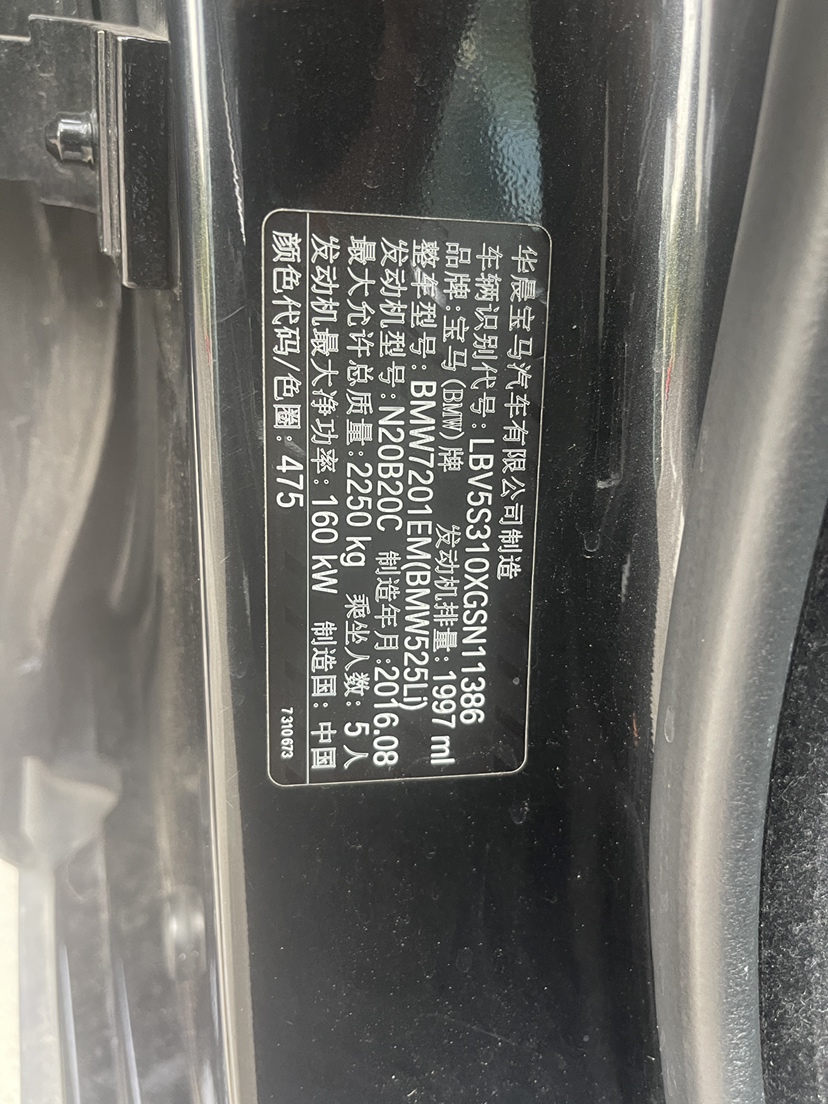 华晨宝马汽车有限公司制造
车辆识别代号:LBV5S310XGSN11386
品牌:宝马(BMW)牌 发动机排量:1997 ml
整车型号:BMW7201EM(BMW525Li)
发动机型号:N20B20C 制造年月:2016.08
最大允许总质量:2250 kg 乘坐人数:5人
发动机最大净功率:160 kW 制造国:中国
颜色代码/色圈:475
7310673